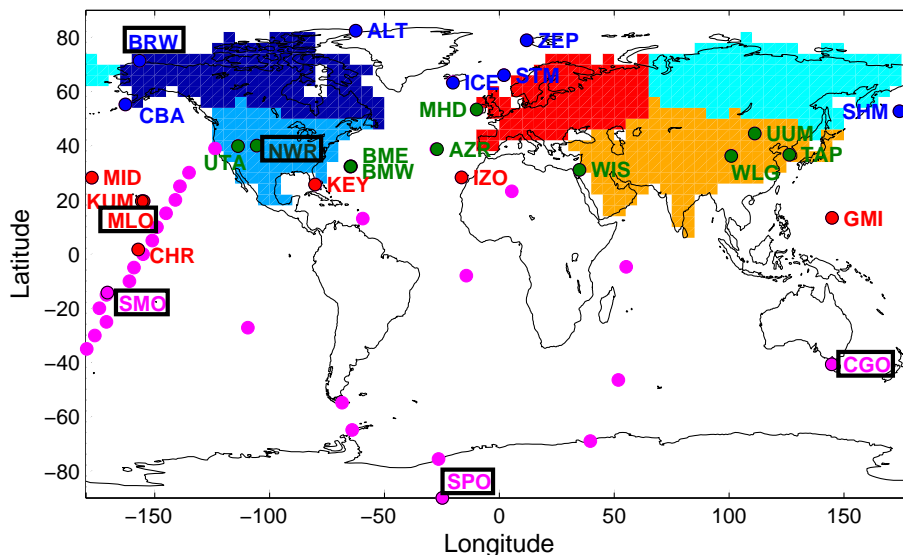 80
60
40
20
0
−20
−40
−60
−80
Latitude
BRW
ALT
ZEP
ICE
STM
CBA
MHD
SHM
UTA
NWR
BME
BMW
AZR
WIS
UUM
WLG
TAP
MID
KUM
MLO
KEY
IZO
GMI
CHR
SMO
CGO
SPO
−150
−100
−50
0
50
100
150
Longitude